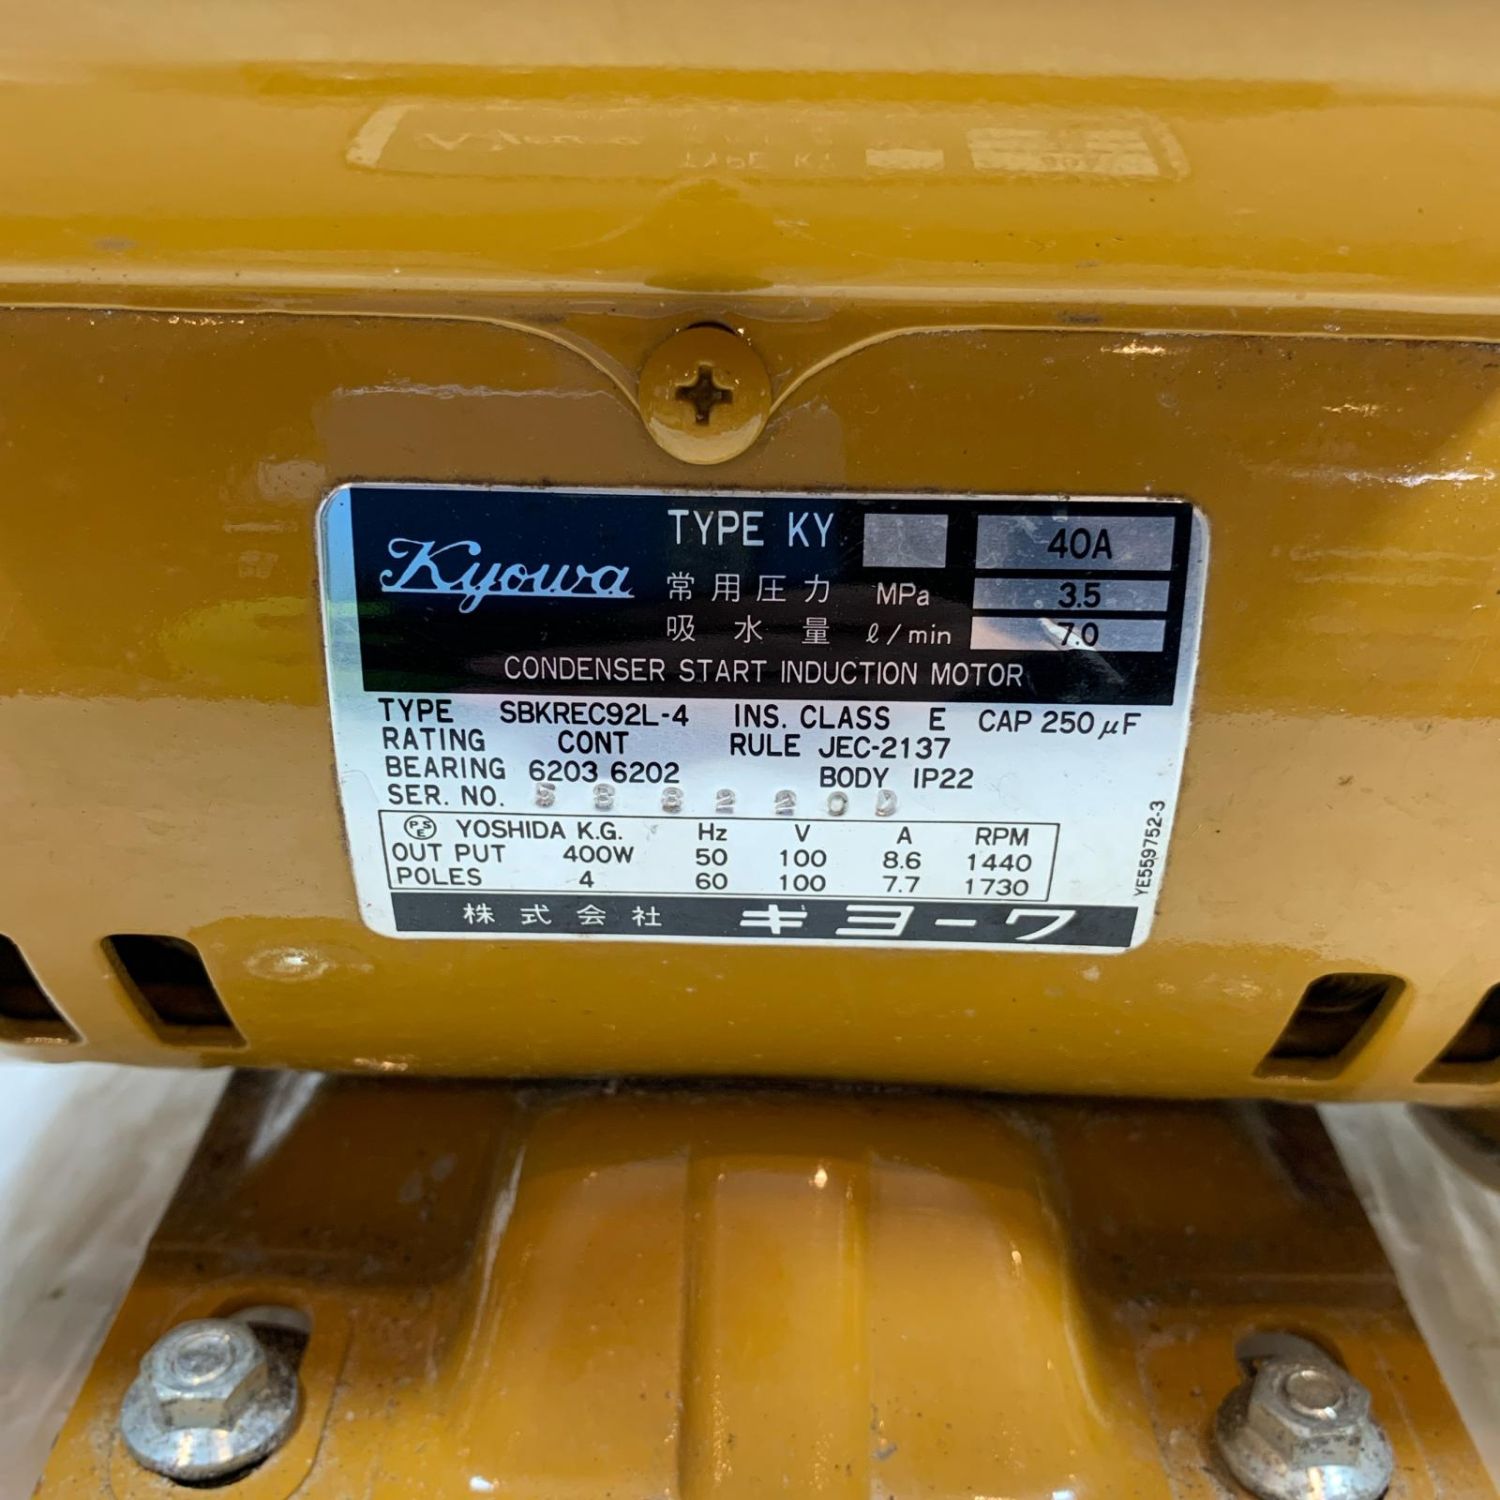 Kyowa TYPE KY 40A
常用圧力 MPa 3.5
吸水量 ℓ/min 7.0
CONDENSER START INDUCTION MOTOR
TYPE SBKREC92L-4 INS. CLASS E CAP 250μF
RATING CONT RULE JEC-2137
BEARING 6203 6202 BODY IP22
SER. NO.
PSE YOSHIDA K.G. Hz V A RPM
OUT PUT 400W 50 100 8.6 1440
POLES 4 60 100 7.7 1730
YE559752-3
株式会社 キョーワ